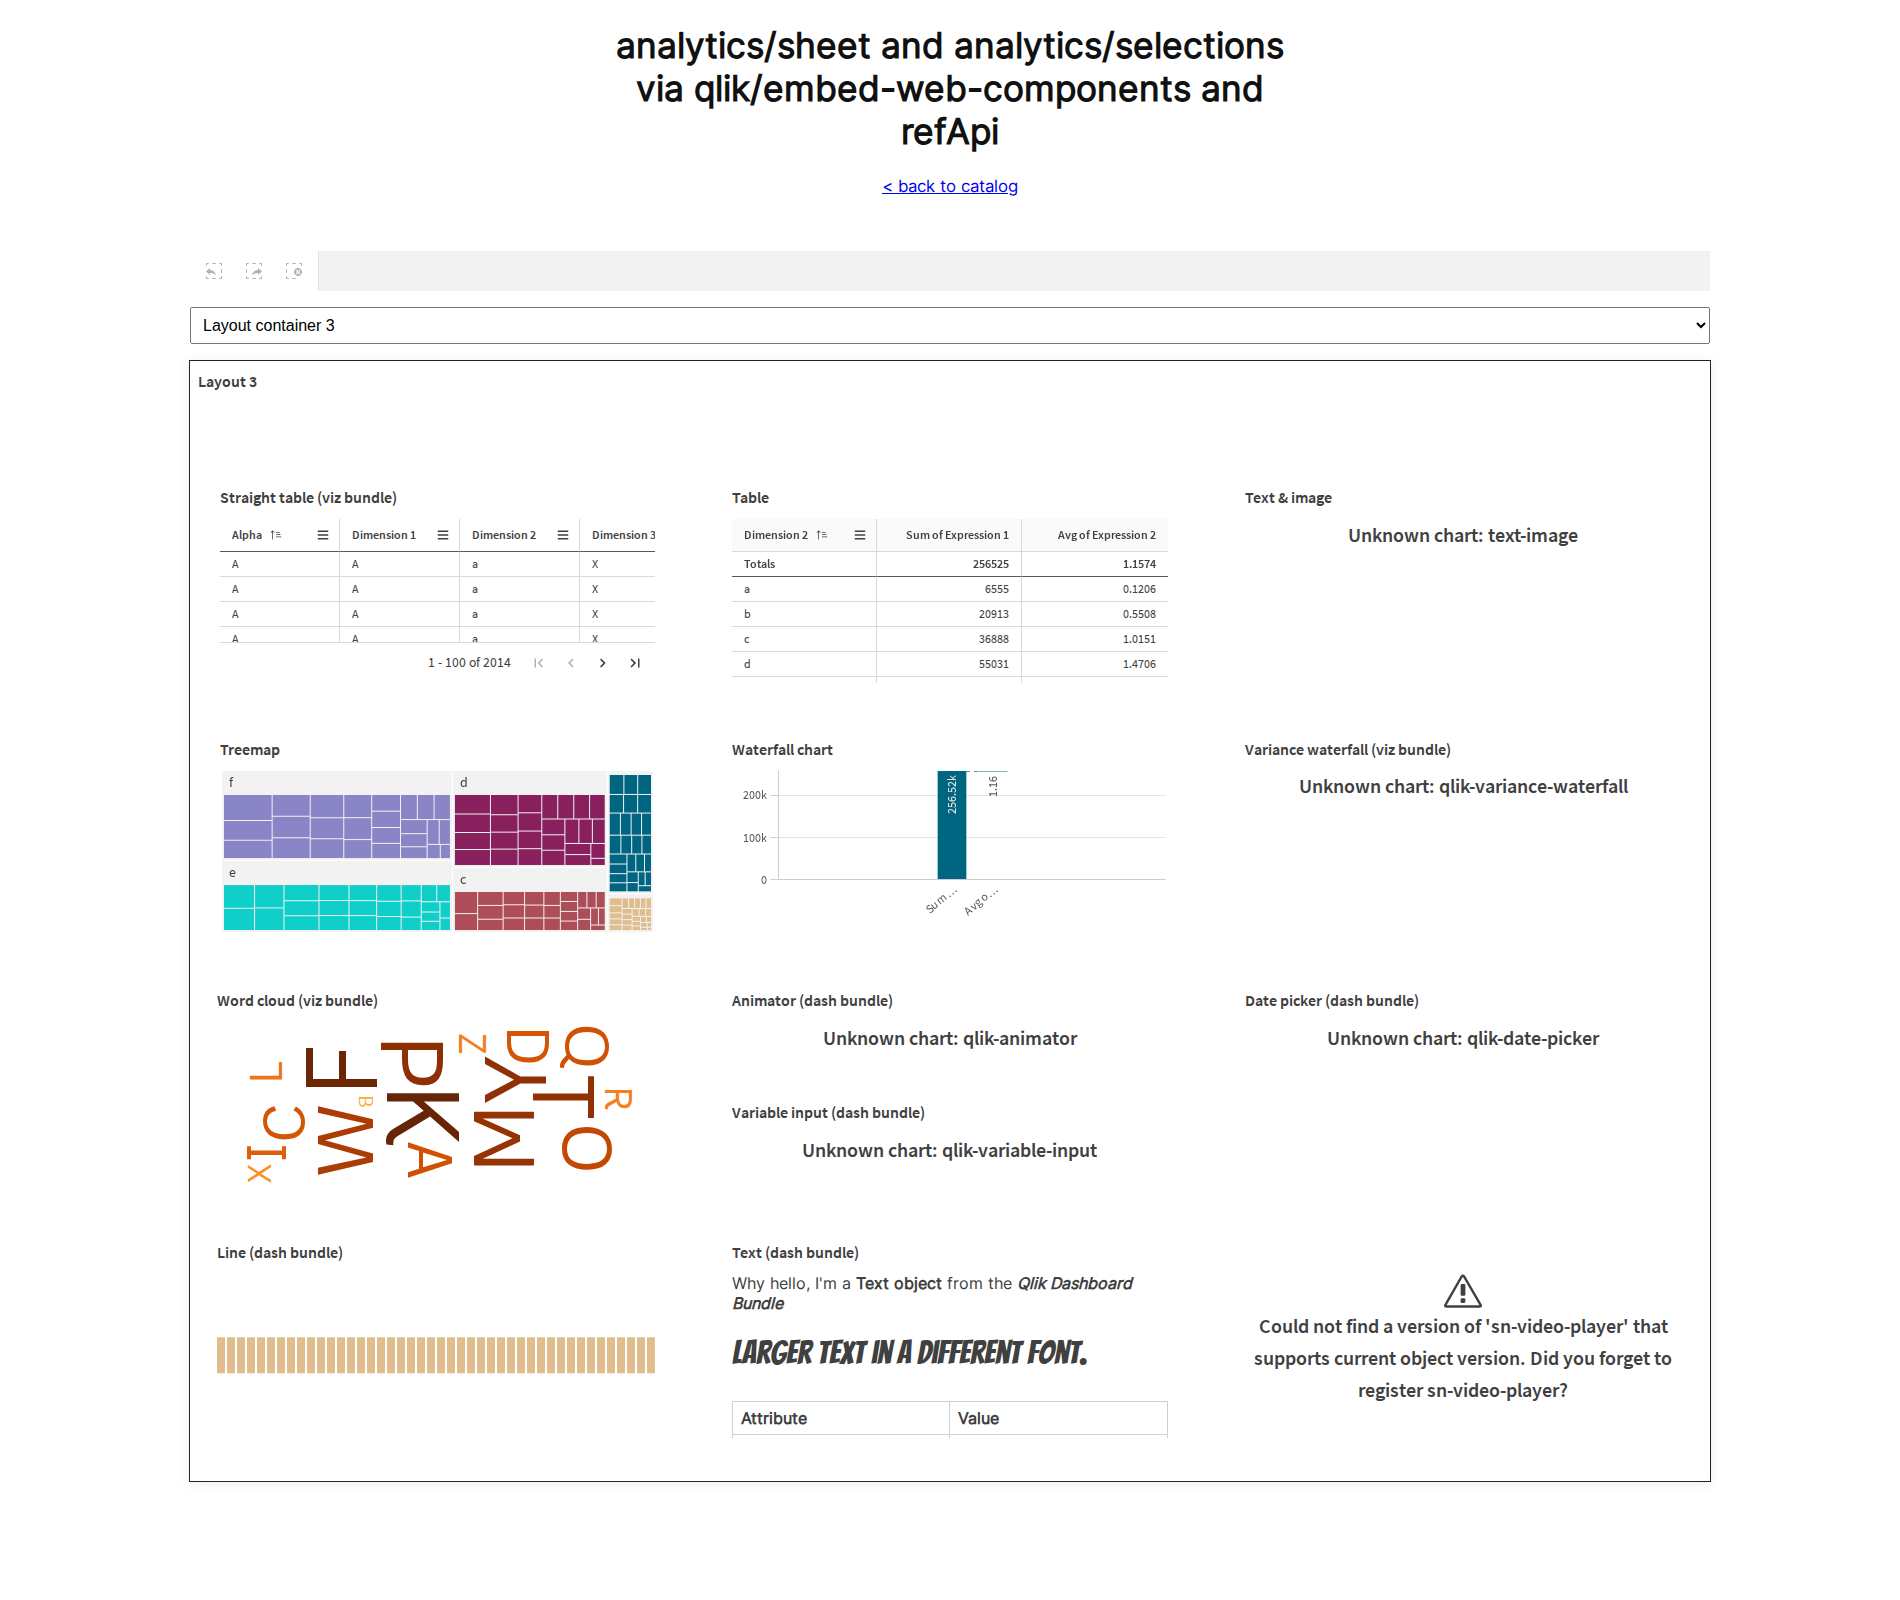 analytics/sheet and analytics/selections
via qlik/embed-web-components and
refApi
< back to catalog
Layout container 3
Layout 3
Straight table (viz bundle)
Alpha Dimension 1 Dimension 2 Dimension 3
A A a X
A A a X
A A a X
A A a X
1 - 100 of 2014
Table
Dimension 2 Sum of Expression 1 Avg of Expression 2
Totals 256525 1.1574
a 6555 0.1206
b 20913 0.5508
c 36888 1.0151
d 55031 1.4706
Text & image
Unknown chart: text-image
Treemap
f
d
e
c
Waterfall chart
200k
100k
0
256.52k
1.16
Sum ...
Avg o...
Variance waterfall (viz bundle)
Unknown chart: qlik-variance-waterfall
Word cloud (viz bundle)
L
F
P
Z
D
Q
B
K
Y
T
R
C
W
A
M
O
I
X
Animator (dash bundle)
Unknown chart: qlik-animator
Date picker (dash bundle)
Unknown chart: qlik-date-picker
Variable input (dash bundle)
Unknown chart: qlik-variable-input
Line (dash bundle)
Text (dash bundle)
Why hello, I'm a Text object from the Qlik Dashboard
Bundle
LARGER TEXT IN A DIFFERENT FONT.
Attribute Value
Could not find a version of 'sn-video-player' that
supports current object version. Did you forget to
register sn-video-player?